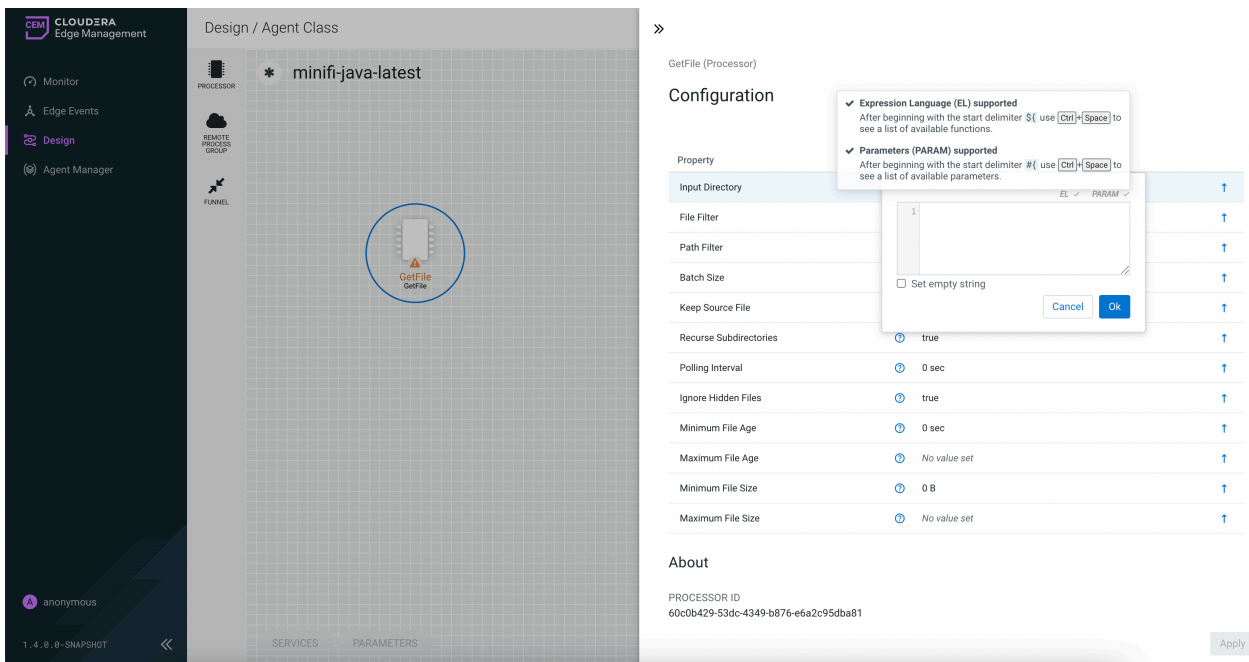 CEM CLOUDERA
Edge Management
Monitor
Edge Events
Design
Agent Manager
A anonymous
1.4.0.0-SNAPSHOT
Design / Agent Class
PROCESSOR
REMOTE
PROCESS
GROUP
FUNNEL
minifi-java-latest
GetFile
GetFile
SERVICES PARAMETERS
GetFile (Processor)
Configuration
Expression Language (EL) supported
After beginning with the start delimiter ${ use Ctrl+Space to
see a list of available functions.
Parameters (PARAM) supported
After beginning with the start delimiter #{ use Ctrl+Space to
see a list of available parameters.
Property
Input Directory
EL PARAM
1
Set empty string
Cancel Ok
File Filter
Path Filter
Batch Size
Keep Source File
Recurse Subdirectories ? true
Polling Interval ? 0 sec
Ignore Hidden Files ? true
Minimum File Age ? 0 sec
Maximum File Age ? No value set
Minimum File Size ? 0 B
Maximum File Size ? No value set
About
PROCESSOR ID
60c0b429-53dc-4349-b876-e6a2c95dba81
Apply